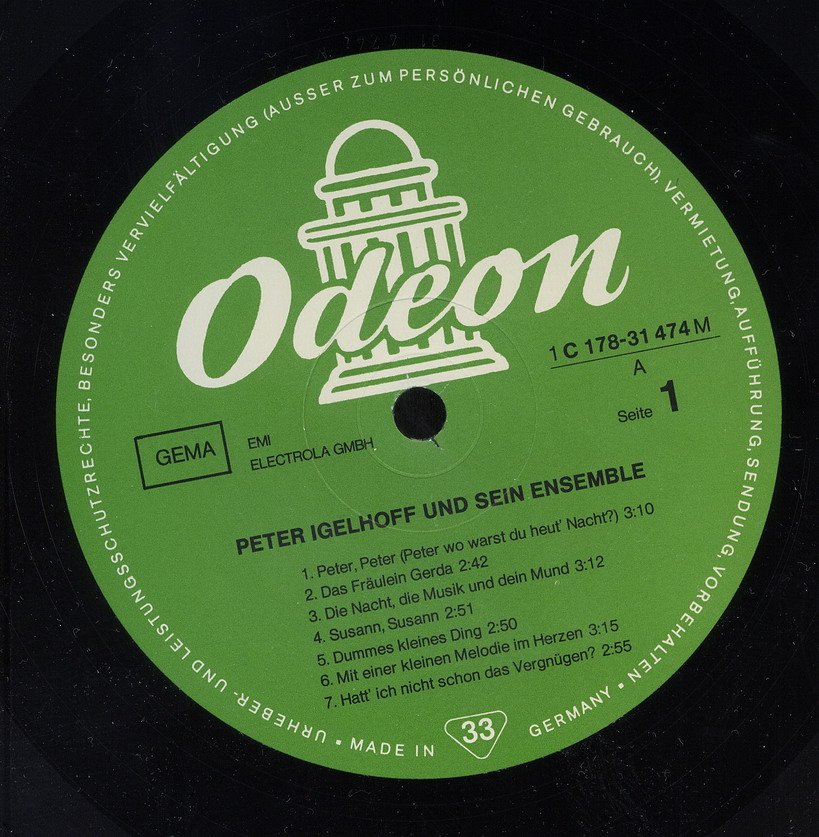 URHEBER- UND LEISTUNGSSCHUTZRECHTE, BESONDERS VERVIELFÄLTIGUNG (AUSSER ZUM PERSÖNLICHEN GEBRAUCH), VERMIETUNG, AUFFÜHRUNG, SENDUNG, VORBEHALTEN ▪ GERMANY
Odeon
1 C 178-31 474 M
A
Seite 1
GEMA
EMI
ELECTROLA GMBH
PETER IGELHOFF UND SEIN ENSEMBLE
1. Peter, Peter (Peter wo warst du heut' Nacht?) 3:10
2. Das Fräulein Gerda 2:42
3. Die Nacht, die Musik und dein Mund 3:12
4. Susann, Susann 2:51
5. Dummes kleines Ding 2:50
6. Mit einer kleinen Melodie im Herzen 3:15
7. Hatt' ich nicht schon das Vergnügen? 2:55
▪ MADE IN
33